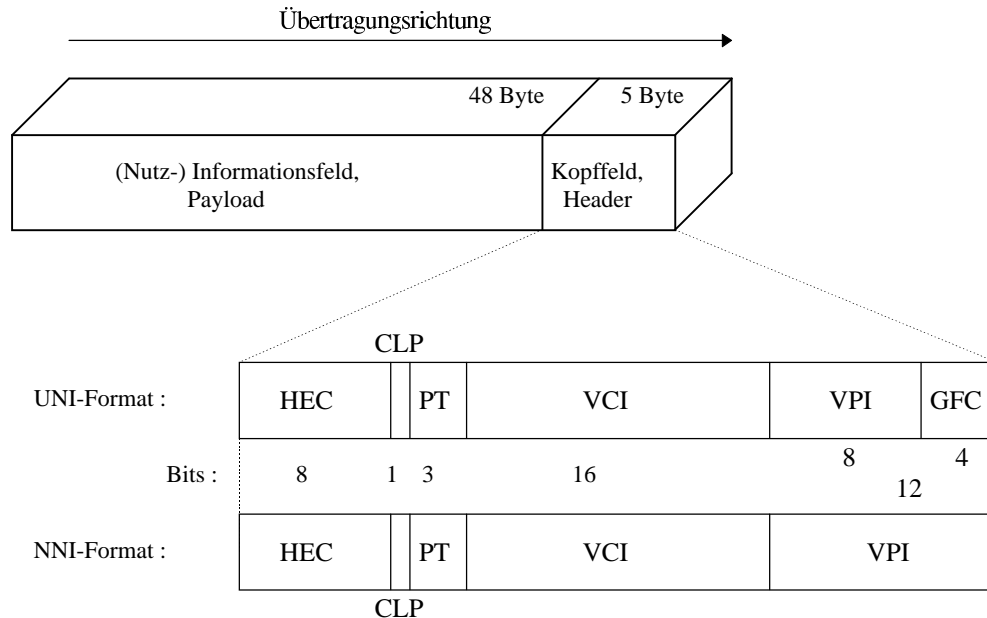 Übertragungsrichtung
48 Byte 5 Byte
(Nutz-) Informationsfeld, Kopffeld,
Payload Header
CLP
UNI-Format : HEC PT VCI VPI GFC
Bits : 8 1 3 16 8 4
12
NNI-Format : HEC PT VCI VPI
CLP